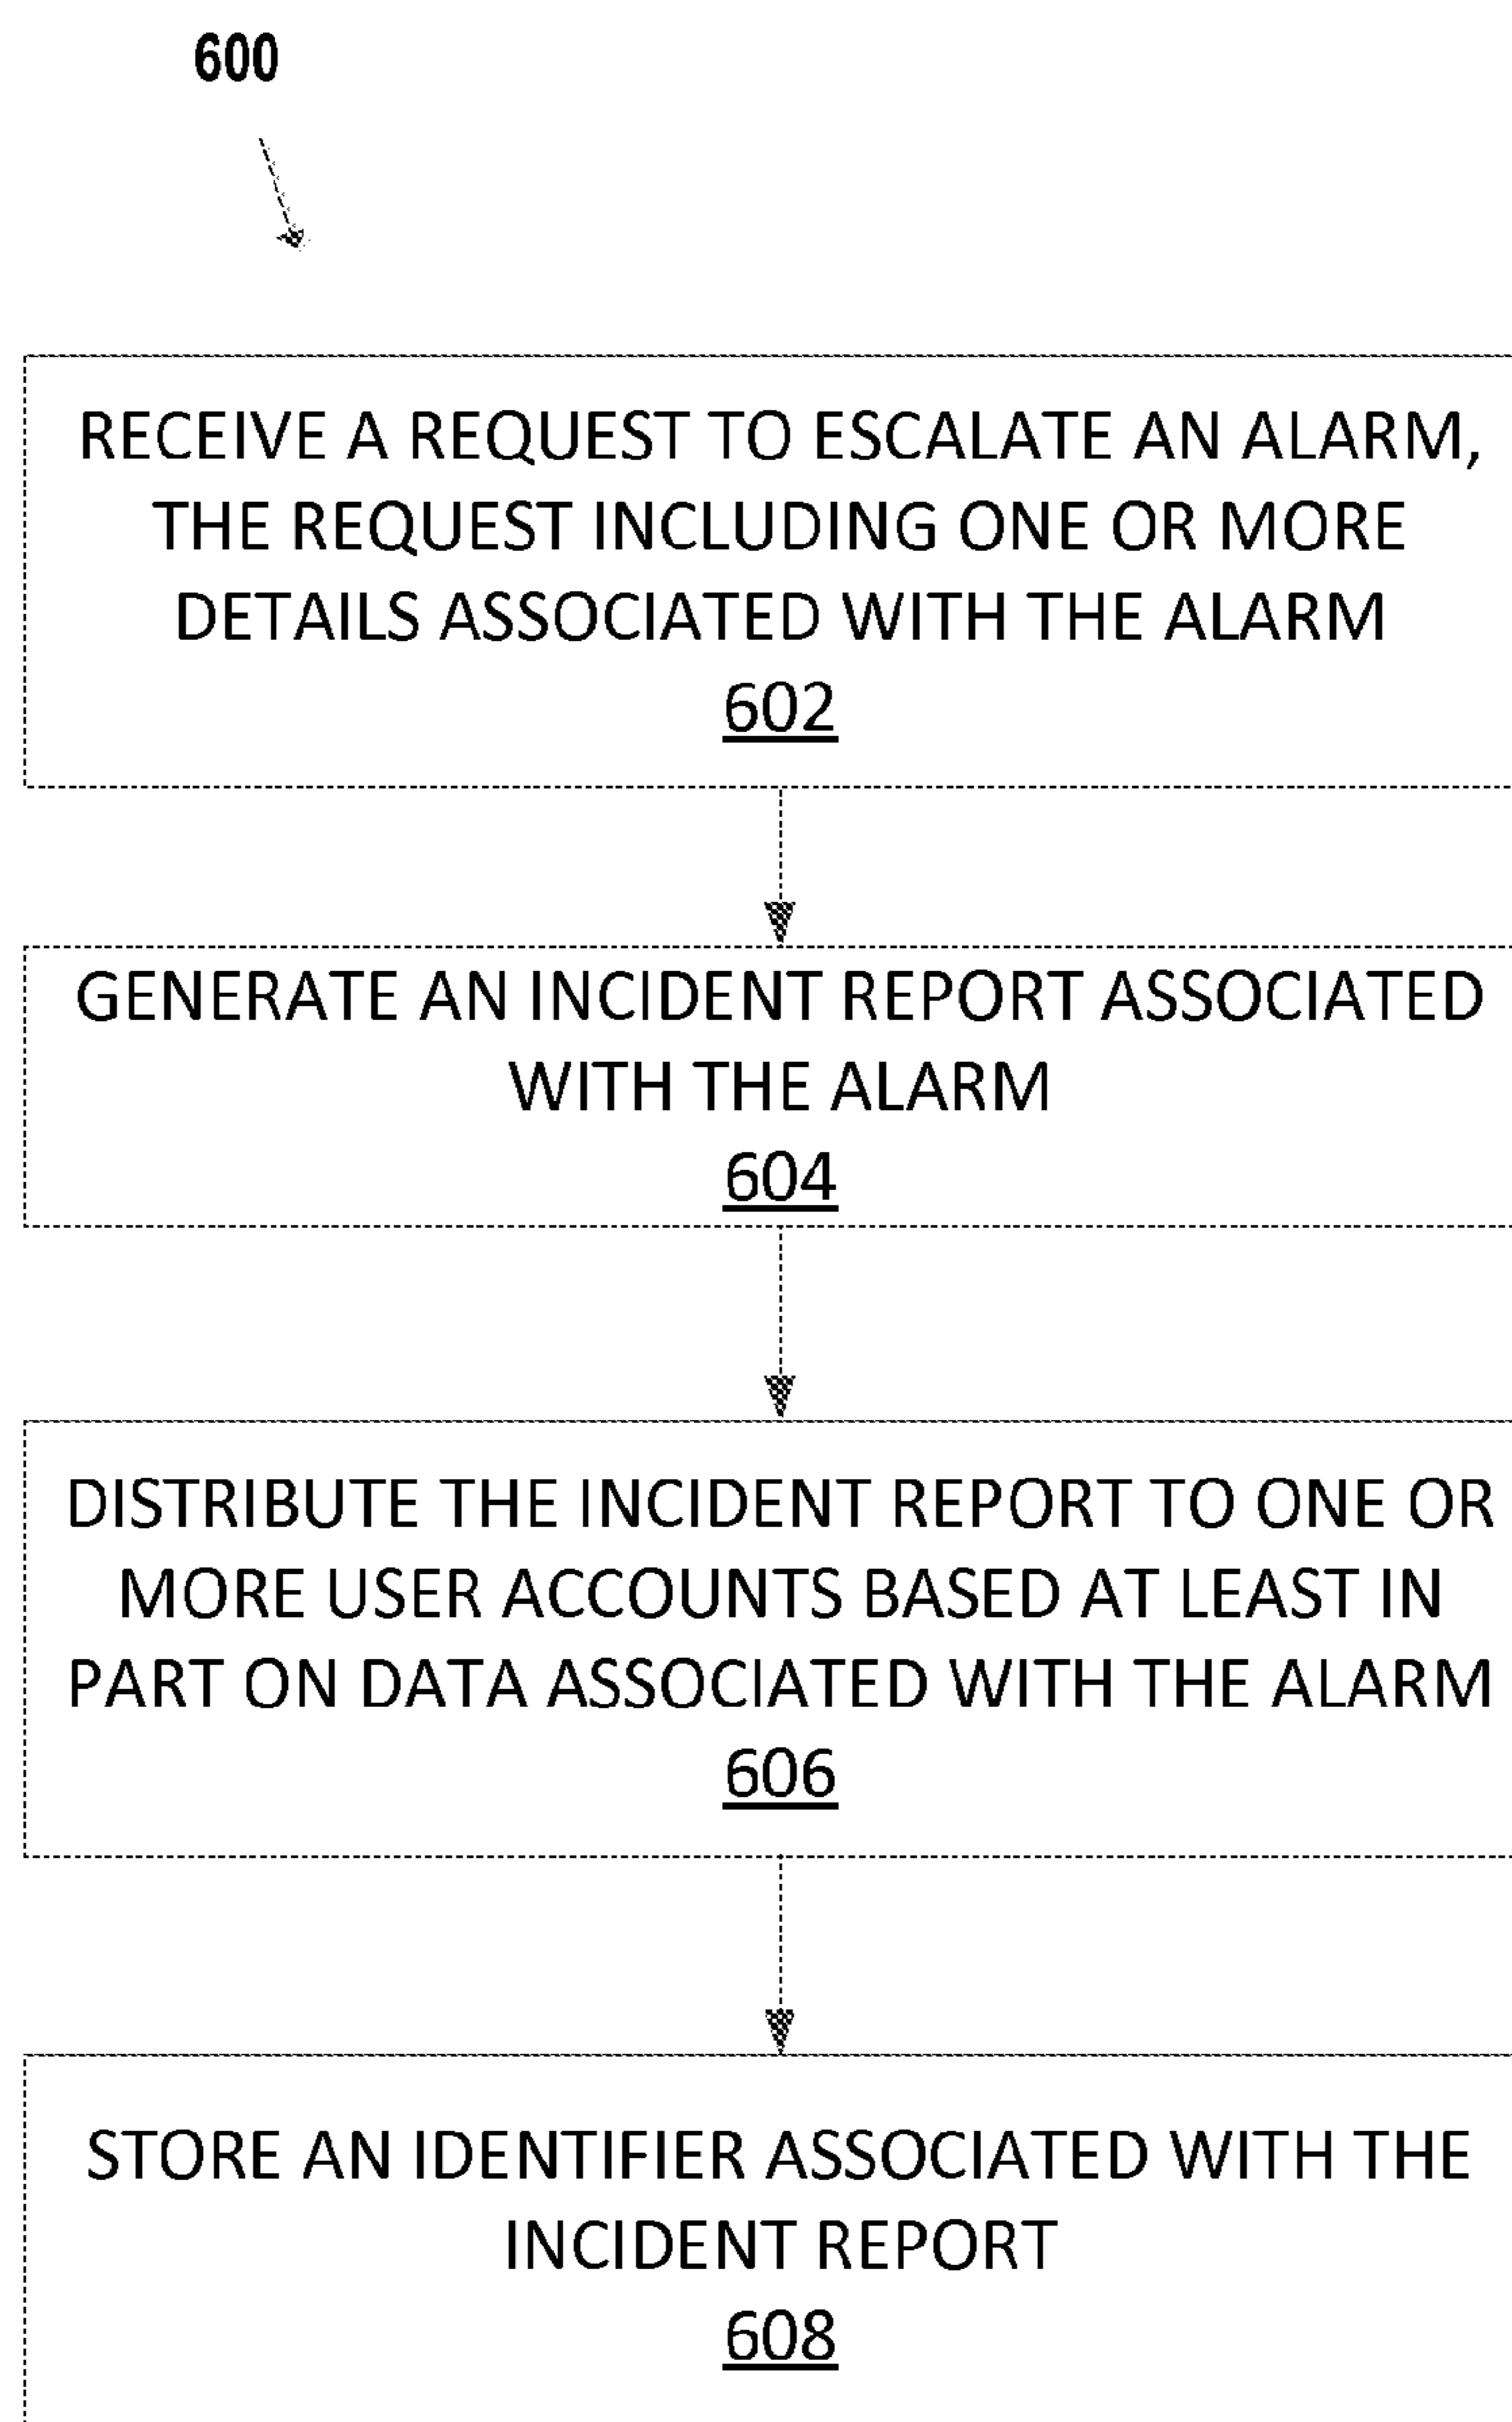 600
RECEIVE A REQUEST TO ESCALATE AN ALARM,
THE REQUEST INCLUDING ONE OR MORE
DETAILS ASSOCIATED WITH THE ALARM
602
GENERATE AN INCIDENT REPORT ASSOCIATED
WITH THE ALARM
604
DISTRIBUTE THE INCIDENT REPORT TO ONE OR
MORE USER ACCOUNTS BASED AT LEAST IN
PART ON DATA ASSOCIATED WITH THE ALARM
606
STORE AN IDENTIFIER ASSOCIATED WITH THE
INCIDENT REPORT
608